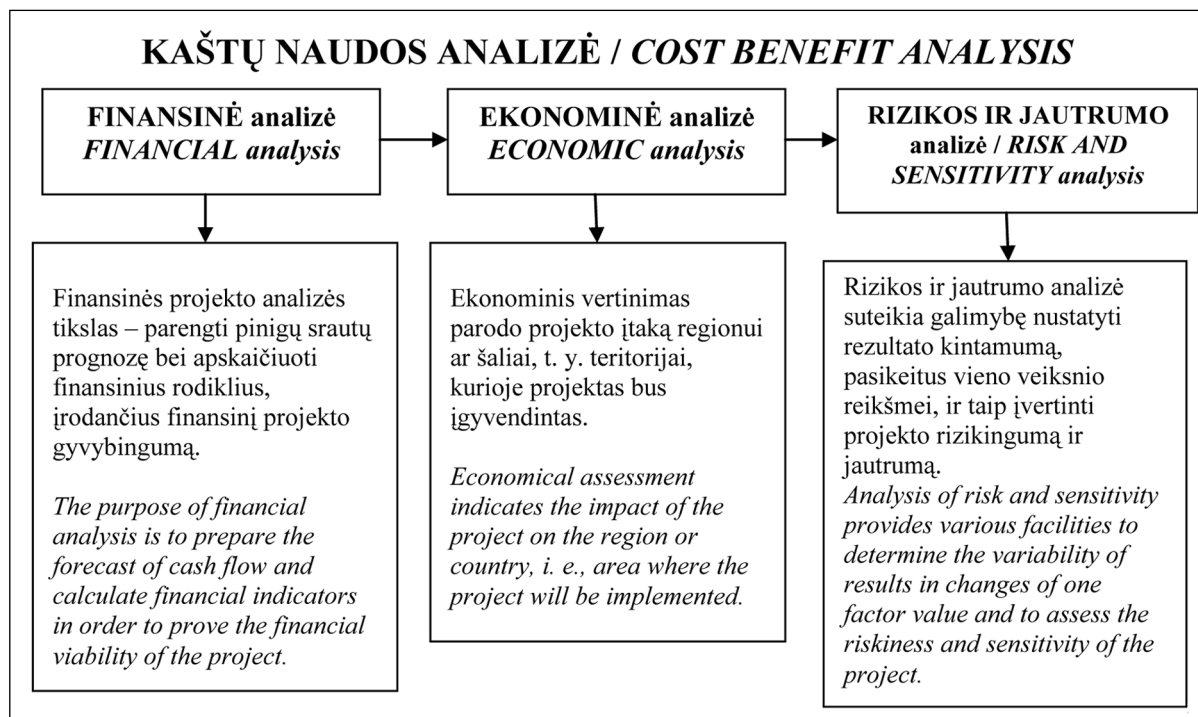 KAŠTŲ NAUDOS ANALIZĖ / COST BENEFIT ANALYSIS
FINANSINĖ analizė
FINANCIAL analysis
EKONOMINĖ analizė
ECONOMIC analysis
RIZIKOS IR JAUTRUMO
analizė / RISK AND
SENSITIVITY analysis
Finansinės projekto analizės
tikslas – parengti pinigų srautų
prognozę bei apskaičiuoti
finansinius rodiklius,
įrodančius finansinį projekto
gyvybingumą.
The purpose of financial
analysis is to prepare the
forecast of cash flow and
calculate financial indicators
in order to prove the financial
viability of the project.
Ekonominis vertinimas
parodo projekto įtaką regionui
ar šaliai, t. y. teritorijai,
kurioje projektas bus
įgyvendintas.
Economical assessment
indicates the impact of the
project on the region or
country, i. e., area where the
project will be implemented.
Rizikos ir jautrumo analizė
suteikia galimybę nustatyti
rezultato kintamumą,
pasikeitus vieno veiksnio
reikšmei, ir taip įvertinti
projekto rizikingumą ir
jautrumą.
Analysis of risk and sensitivity
provides various facilities to
determine the variability of
results in changes of one
factor value and to assess the
riskiness and sensitivity of the
project.